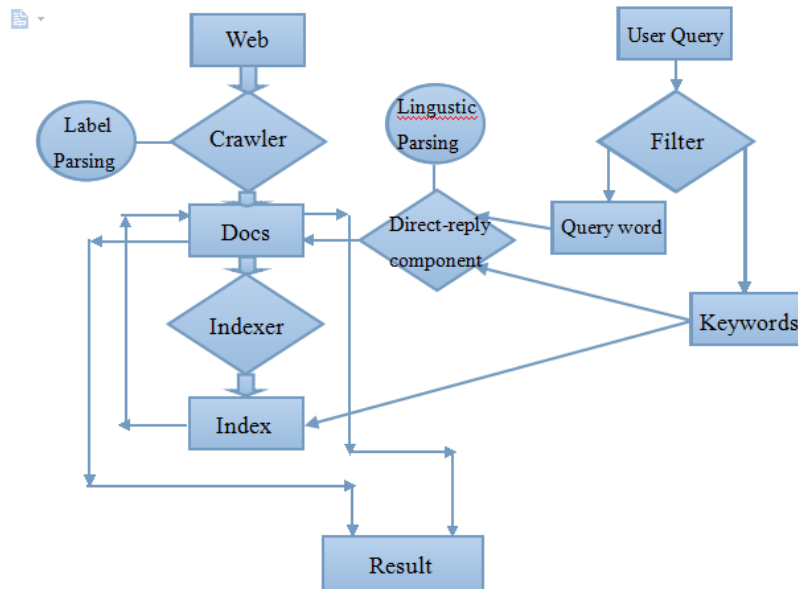 Web
User Query
Label
Parsing
Crawler
Lingustic
Parsing
Filter
Docs
Direct-reply
component
Query word
Indexer
Keywords
Index
Result